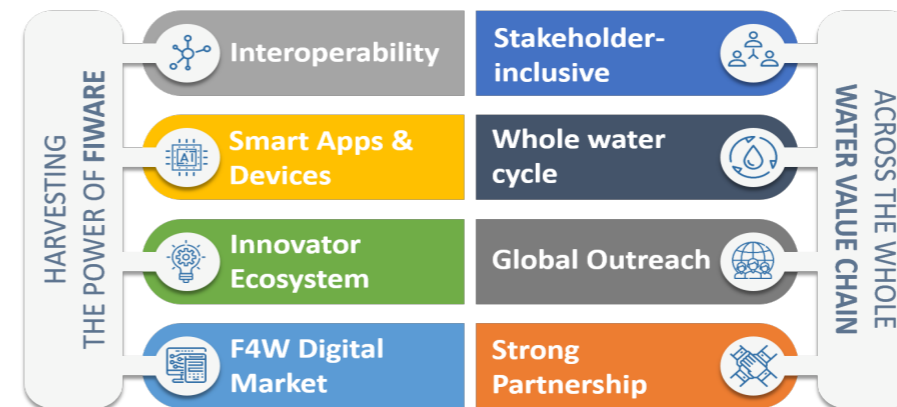 HARVESTING
THE POWER OF FIWARE
Interoperability
Smart Apps &
Devices
AI
Innovator
Ecosystem
F4W Digital
Market
Stakeholder-
inclusive
Whole water
cycle
Global Outreach
Strong
Partnership
ACROSS THE WHOLE
WATER VALUE CHAIN